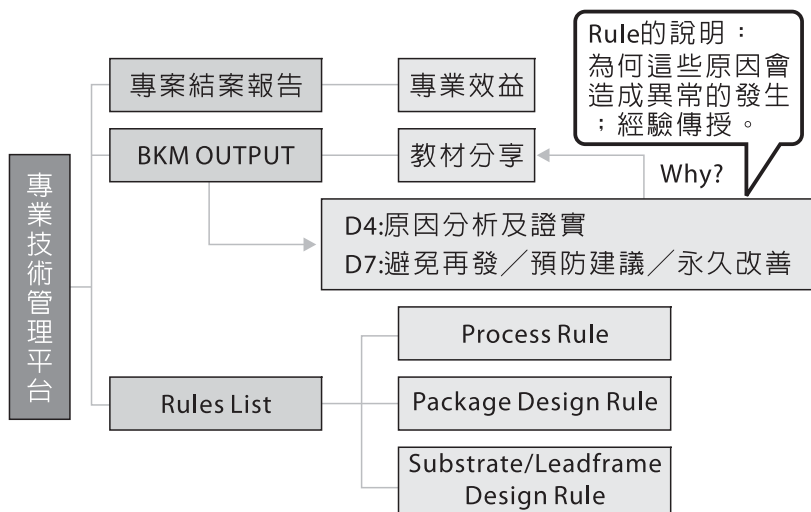 Rule的說明：
為何這些原因會
造成異常的發生
；經驗傳授。
專案結案報告
專業效益
BKM OUTPUT
教材分享
Why?
專業技術管理平台
D4:原因分析及證實
D7:避免再發／預防建議／永久改善
Process Rule
Rules List
Package Design Rule
Substrate/Leadframe
Design Rule